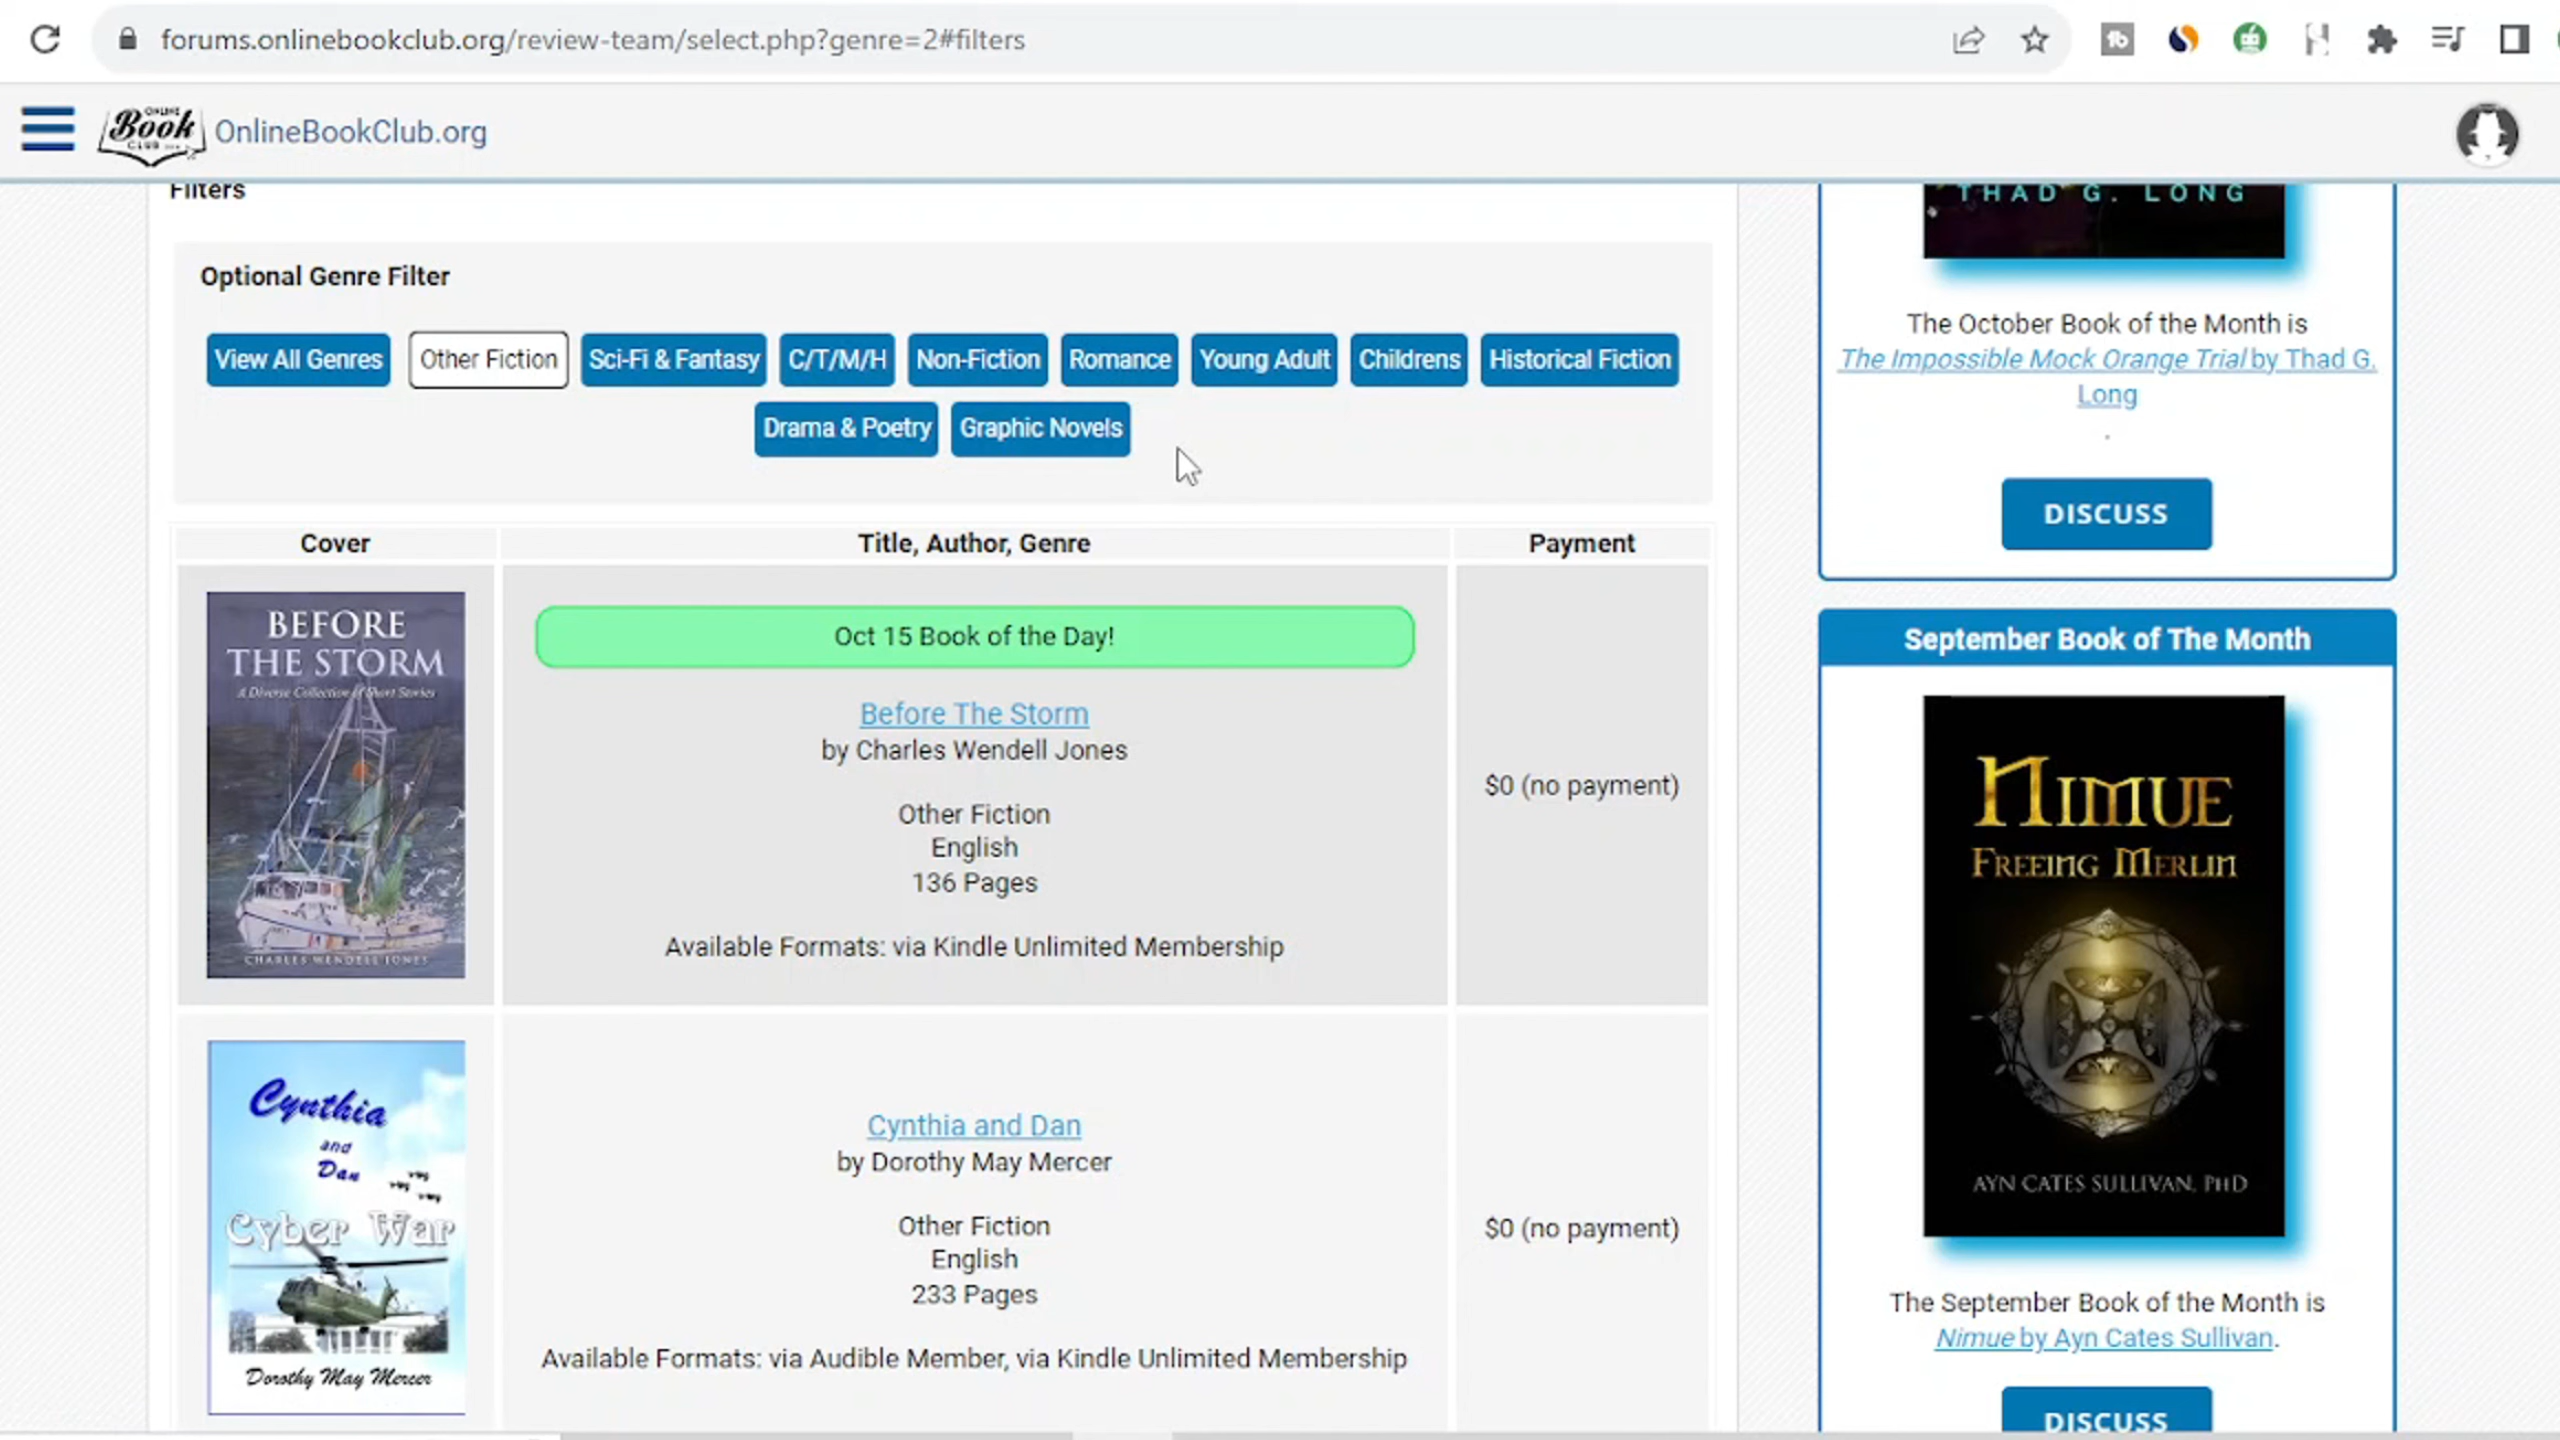 forums.onlinebookclub.org/review-team/select.php?genre=2#filters
ONLINE
Book
CLUB
OnlineBookClub.org
Filters
Optional Genre Filter
View All Genres
Other Fiction
Sci-Fi & Fantasy
C/T/M/H
Non-Fiction
Romance
Young Adult
Childrens
Historical Fiction
Drama & Poetry
Graphic Novels
Cover
Title, Author, Genre
Payment
BEFORE
THE STORM
A Diverse Collection of Short Stories
CHARLES WENDELL JONES
Oct 15 Book of the Day!
Before The Storm
by Charles Wendell Jones
Other Fiction
English
136 Pages
Available Formats: via Kindle Unlimited Membership
$0 (no payment)
Cynthia
and
Dan
Cyber War
Dorothy May Mercer
Cynthia and Dan
by Dorothy May Mercer
Other Fiction
English
233 Pages
Available Formats: via Audible Member, via Kindle Unlimited Membership
$0 (no payment)
THAD G. LONG
The October Book of the Month is
The Impossible Mock Orange Trial by Thad G.
Long
.
DISCUSS
September Book of The Month
NIMUE
FREEING MERLIN
AYN CATES SULLIVAN, PHD
The September Book of the Month is
Nimue by Ayn Cates Sullivan.
DISCUSS